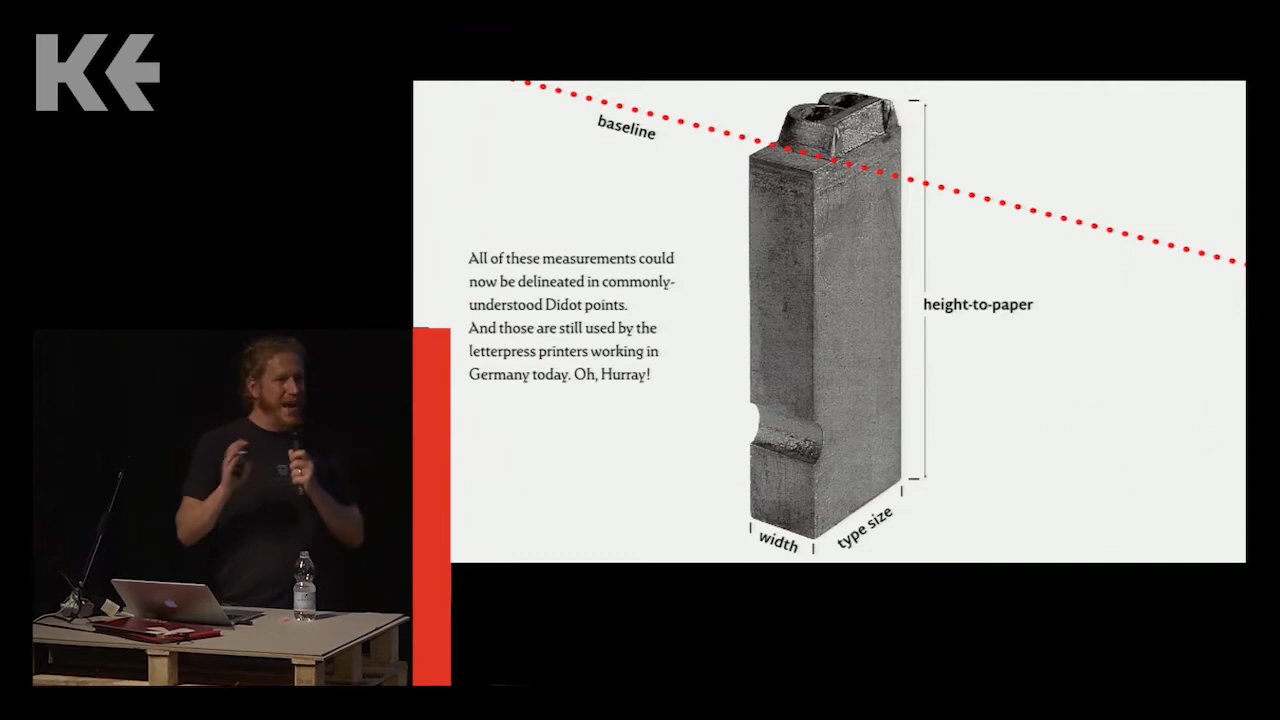 KE
baseline
All of these measurements could
now be delineated in commonly-
understood Didot points.
And those are still used by the
letterpress printers working in
Germany today. Oh, Hurray!
height-to-paper
width
type size